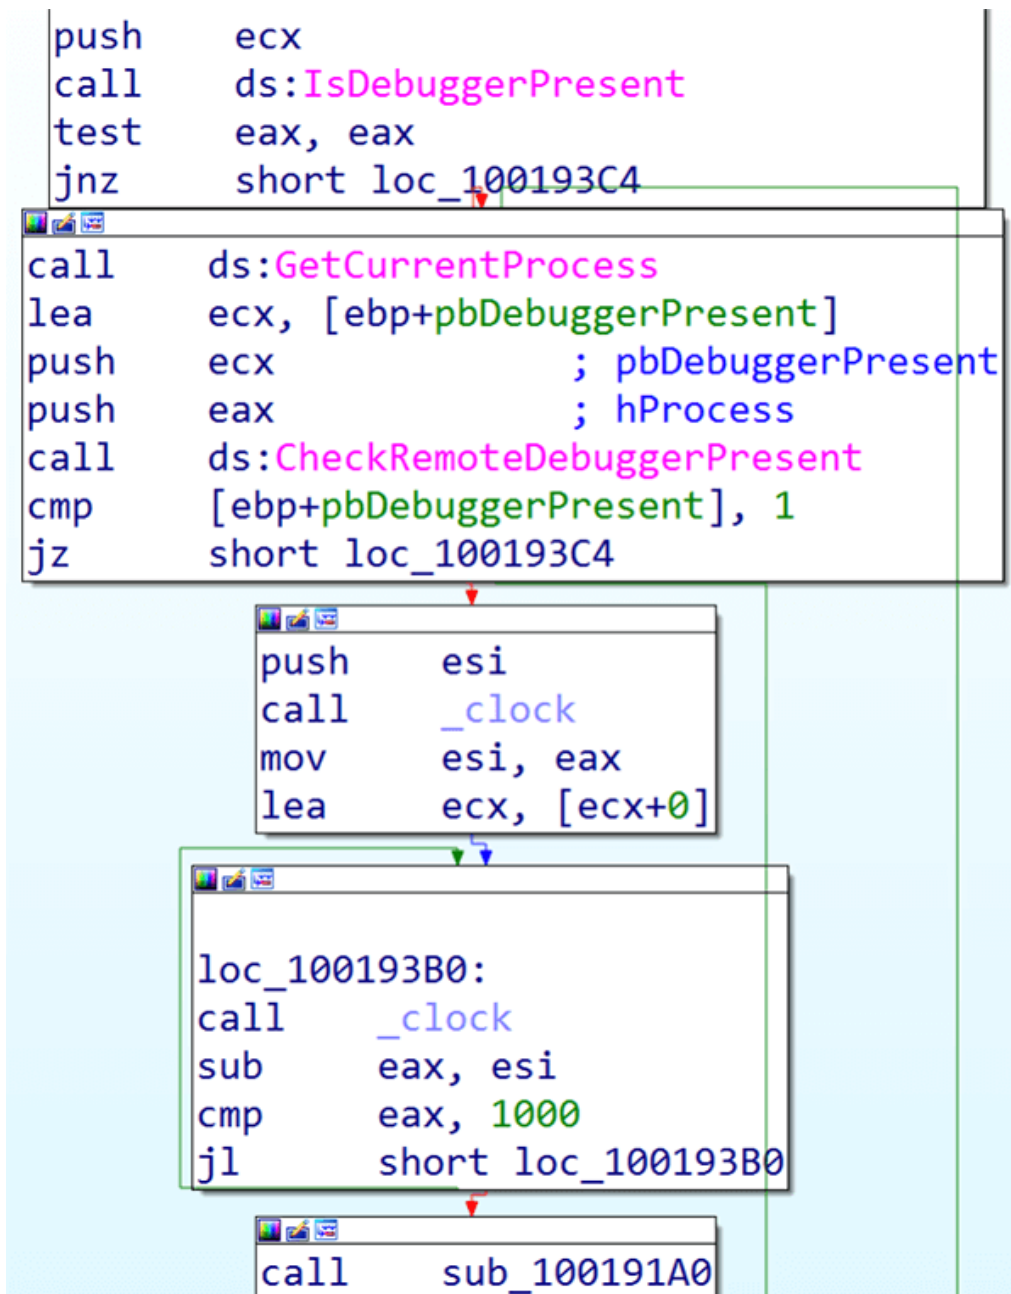 push ecx
call ds:IsDebuggerPresent
test eax, eax
jnz short loc_100193C4
call ds:GetCurrentProcess
lea ecx, [ebp+pbDebuggerPresent]
push ecx ; pbDebuggerPresent
push eax ; hProcess
call ds:CheckRemoteDebuggerPresent
cmp [ebp+pbDebuggerPresent], 1
jz short loc_100193C4
push esi
call _clock
mov esi, eax
lea ecx, [ecx+0]
loc_100193B0:
call _clock
sub eax, esi
cmp eax, 1000
jl short loc_100193B0
call sub_100191A0